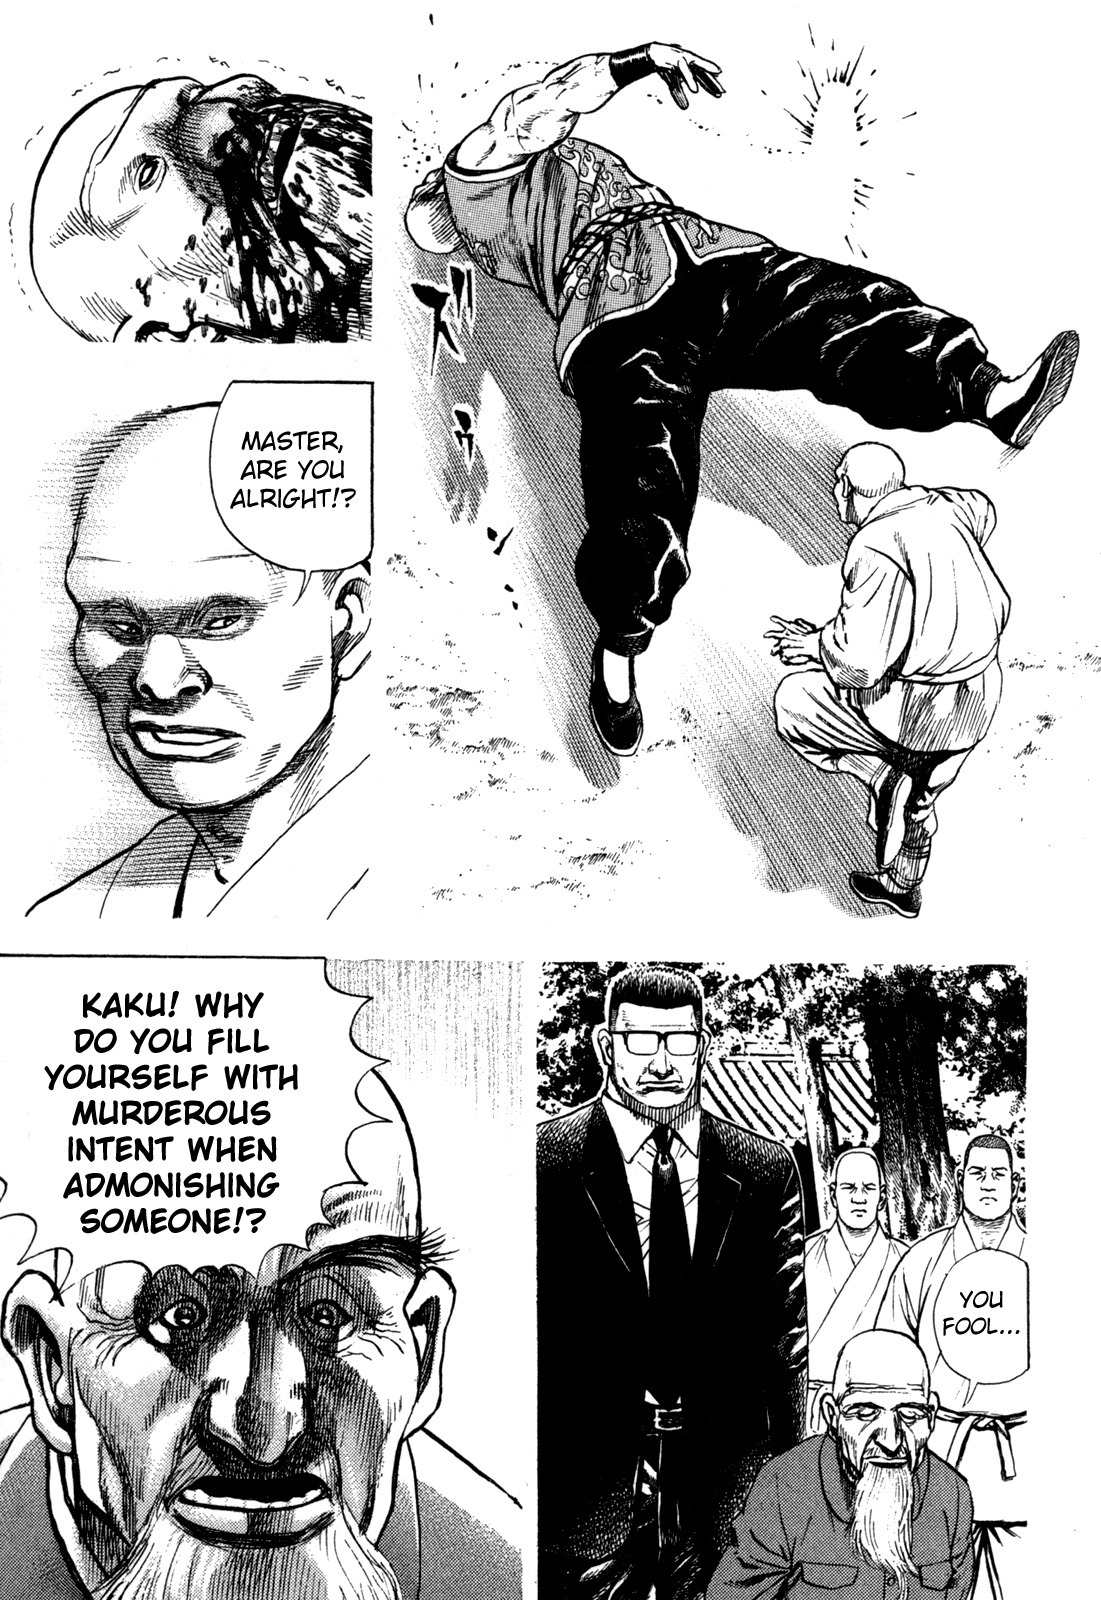 MASTER,
ARE YOU
ALRIGHT!?
KAKU! WHY
DO YOU FILL
YOURSELF WITH
MURDEROUS
INTENT WHEN
ADMONISHING
SOMEONE!?
YOU
FOOL...